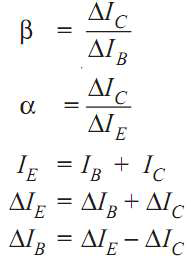 β = ΔI_C / ΔI_B
α = ΔI_C / ΔI_E
I_E = I_B + I_C
ΔI_E = ΔI_B + ΔI_C
ΔI_B = ΔI_E – ΔI_C